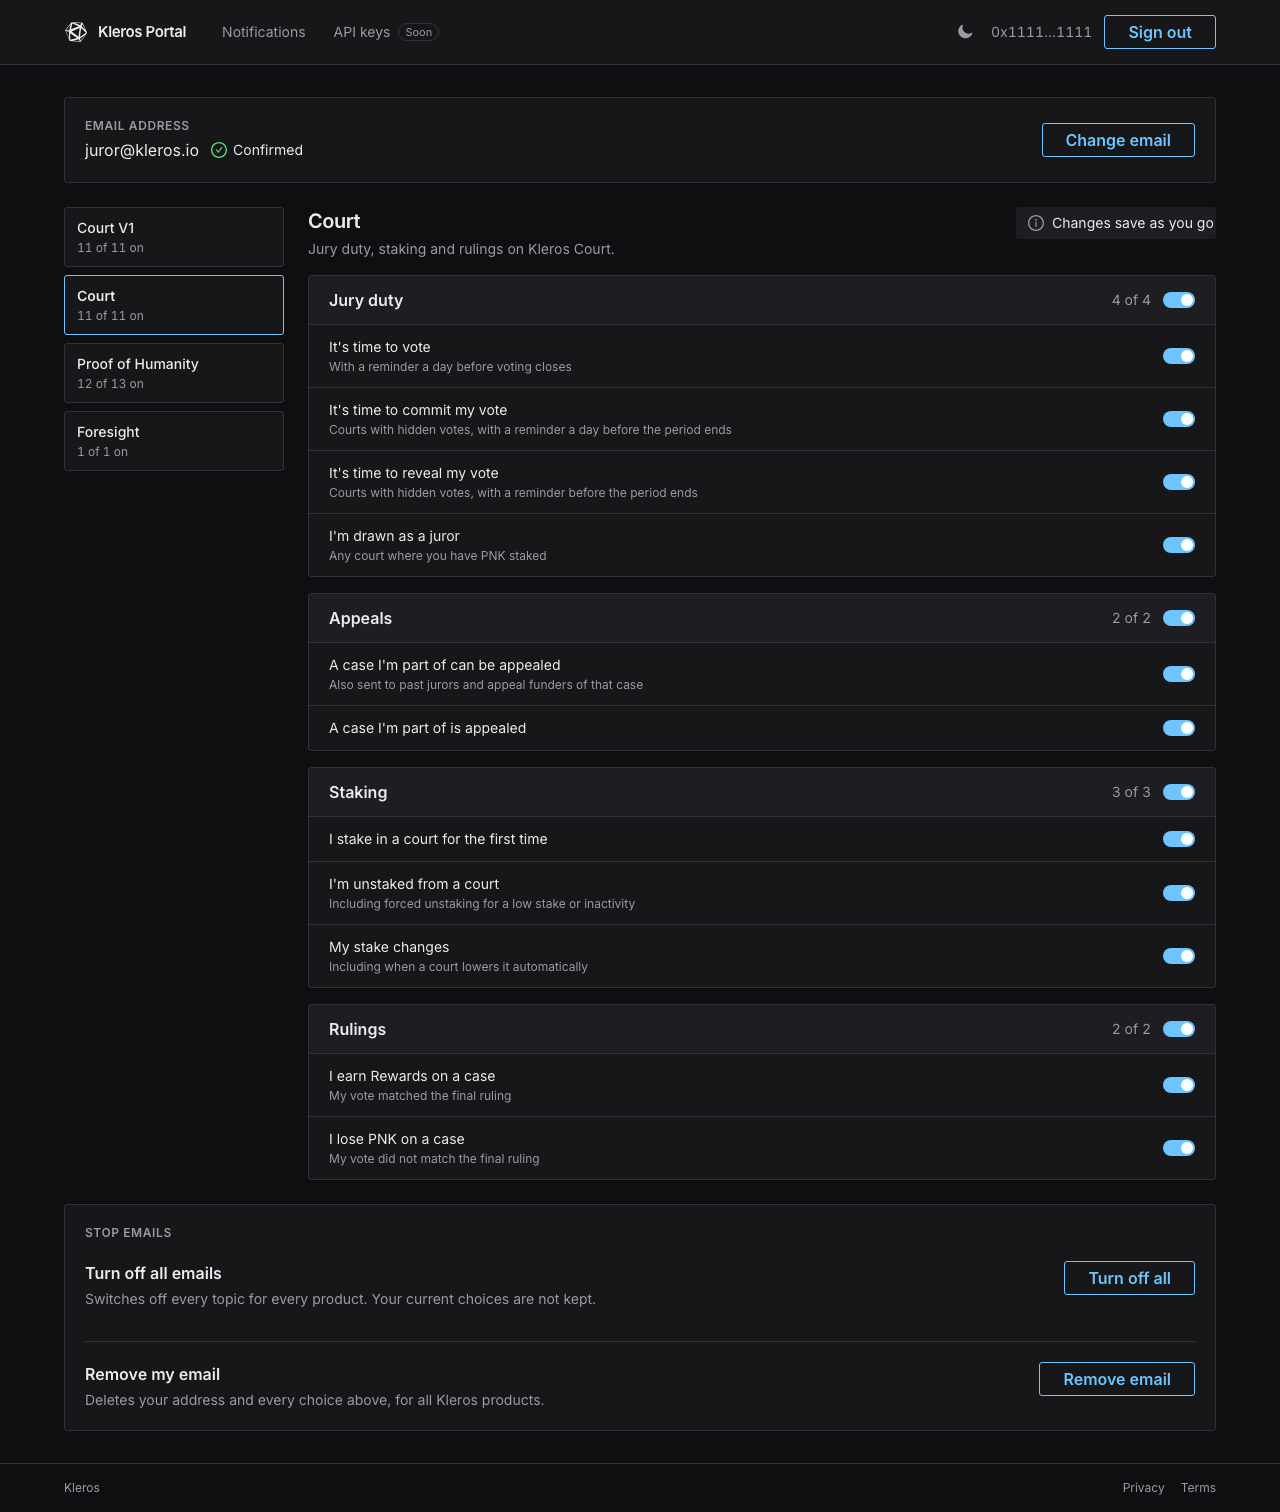 Kleros Portal
Notifications
API keys
Soon
0x1111...1111
Sign out
EMAIL ADDRESS
juror@kleros.io
Confirmed
Change email
Court V1
11 of 11 on
Court
11 of 11 on
Proof of Humanity
12 of 13 on
Foresight
1 of 1 on
Court
Jury duty, staking and rulings on Kleros Court.
Changes save as you go
Jury duty
4 of 4
It's time to vote
With a reminder a day before voting closes
It's time to commit my vote
Courts with hidden votes, with a reminder a day before the period ends
It's time to reveal my vote
Courts with hidden votes, with a reminder before the period ends
I'm drawn as a juror
Any court where you have PNK staked
Appeals
2 of 2
A case I'm part of can be appealed
Also sent to past jurors and appeal funders of that case
A case I'm part of is appealed
Staking
3 of 3
I stake in a court for the first time
I'm unstaked from a court
Including forced unstaking for a low stake or inactivity
My stake changes
Including when a court lowers it automatically
Rulings
2 of 2
I earn Rewards on a case
My vote matched the final ruling
I lose PNK on a case
My vote did not match the final ruling
STOP EMAILS
Turn off all emails
Switches off every topic for every product. Your current choices are not kept.
Turn off all
Remove my email
Deletes your address and every choice above, for all Kleros products.
Remove email
Kleros
Privacy
Terms